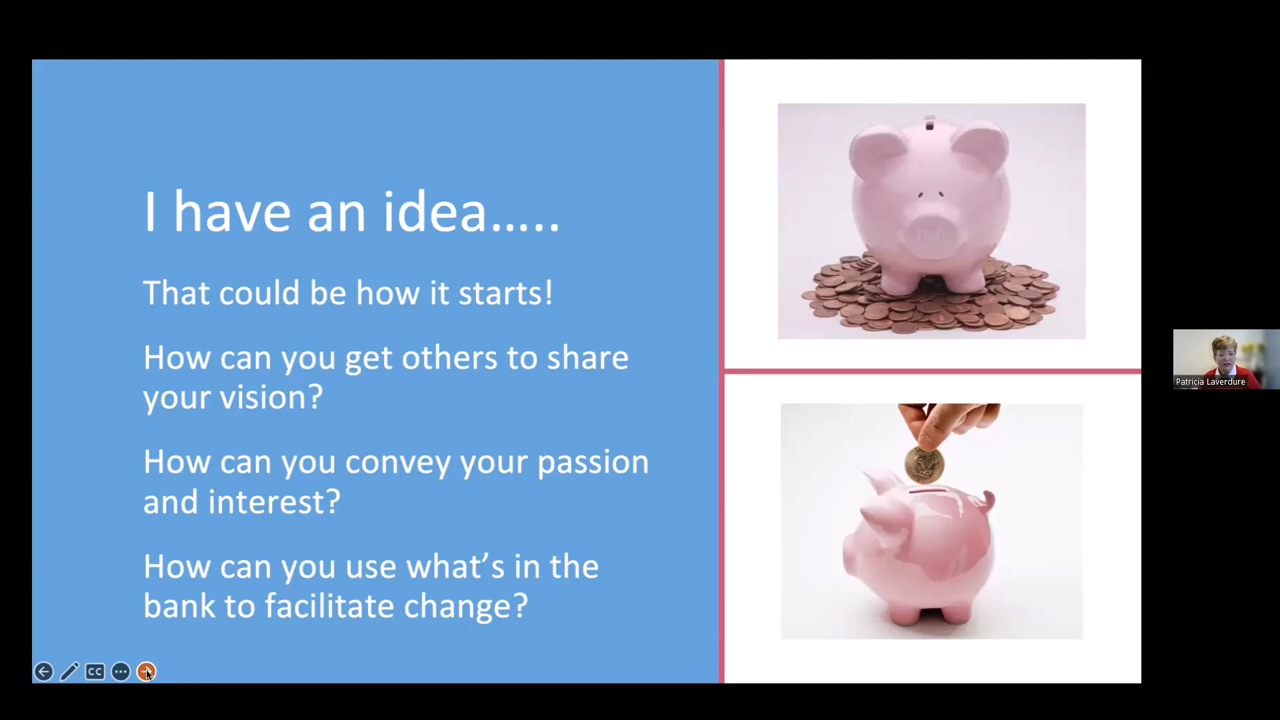 I have an idea…..
That could be how it starts!
How can you get others to share
your vision?
How can you convey your passion
and interest?
How can you use what’s in the
bank to facilitate change?
CC
Patricia Laverdure